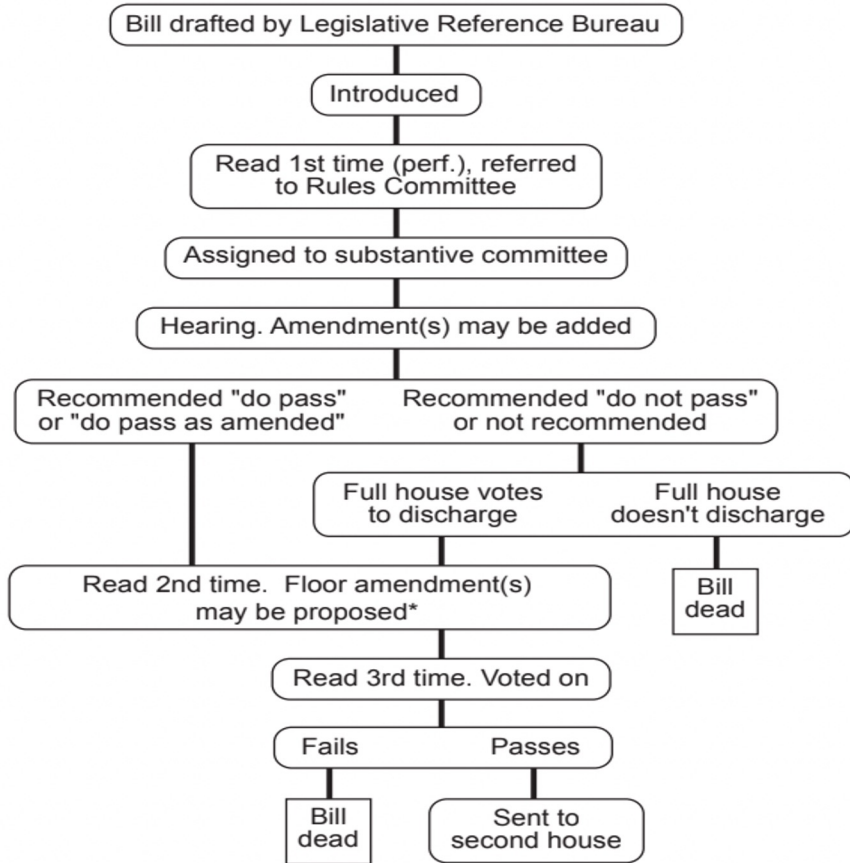 Bill drafted by Legislative Reference Bureau
Introduced
Read 1st time (perf.), referred
to Rules Committee
Assigned to substantive committee
Hearing. Amendment(s) may be added
Recommended "do pass"
or "do pass as amended"
Recommended "do not pass"
or not recommended
Full house votes
to discharge
Full house
doesn't discharge
Read 2nd time. Floor amendment(s)
may be proposed*
Bill
dead
Read 3rd time. Voted on
Fails
Passes
Bill
dead
Sent to
second house